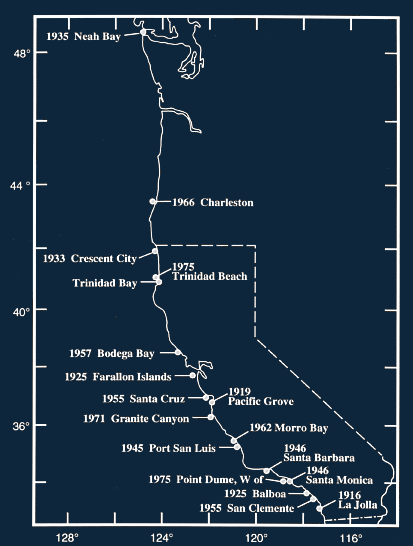 1935 Neah Bay
48°
44°
1966 Charleston
1933 Crescent City
1975
Trinidad Beach
Trinidad Bay
40°
1957 Bodega Bay
1925 Farallon Islands
1955 Santa Cruz
1919
Pacific Grove
1971 Granite Canyon
36°
1962 Morro Bay
1945 Port San Luis
1946
Santa Barbara
1975 Point Dume, W of
1946
Santa Monica
1925 Balboa
1916
La Jolla
1955 San Clemente
128°
124°
120°
116°